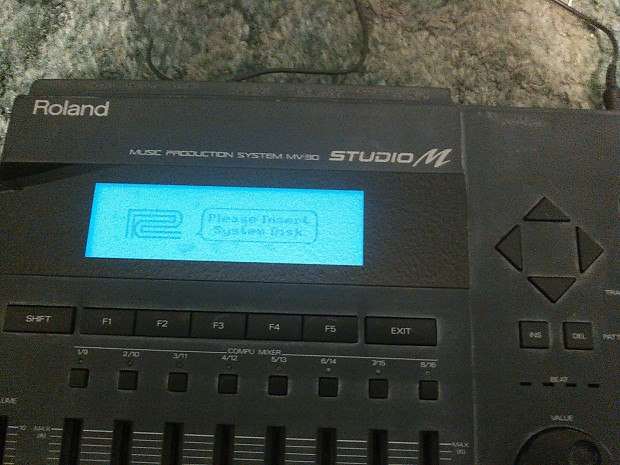 Roland
MUSIC PRODUCTION SYSTEM MV-30 STUDIO M
Please Insert
System Disk
SHIFT F1 F2 F3 F4 F5 EXIT
COMPU MIXER
1/9 2/10 3/11 4/12 5/13 6/14 7/15 8/16
INS DEL
BEAT
VALUE
10 MAX
MAX